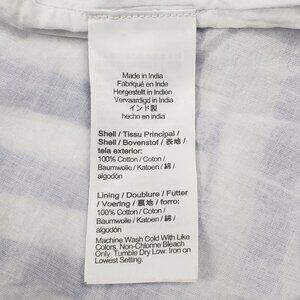 Made in India
Fabriqué en Inde
Hergestellt in Indien
Vervaardigd in India
インド製
hecho en india
Shell / Tissu Principal /
Shell / Bovenstof / 表地 /
tela exterior:
100% Cotton / Coton /
Baumwolle / Katoen / 綿 /
algodón
Lining / Doublure / Futter
/ Voering / 裏地 / forro:
100% Cotton / Coton /
Baumwolle / Katoen / 綿 /
algodón
Machine Wash Cold With Like
Colors. Non-Chlorine Bleach
Only. Tumble Dry Low. Iron on
Lowest Setting.